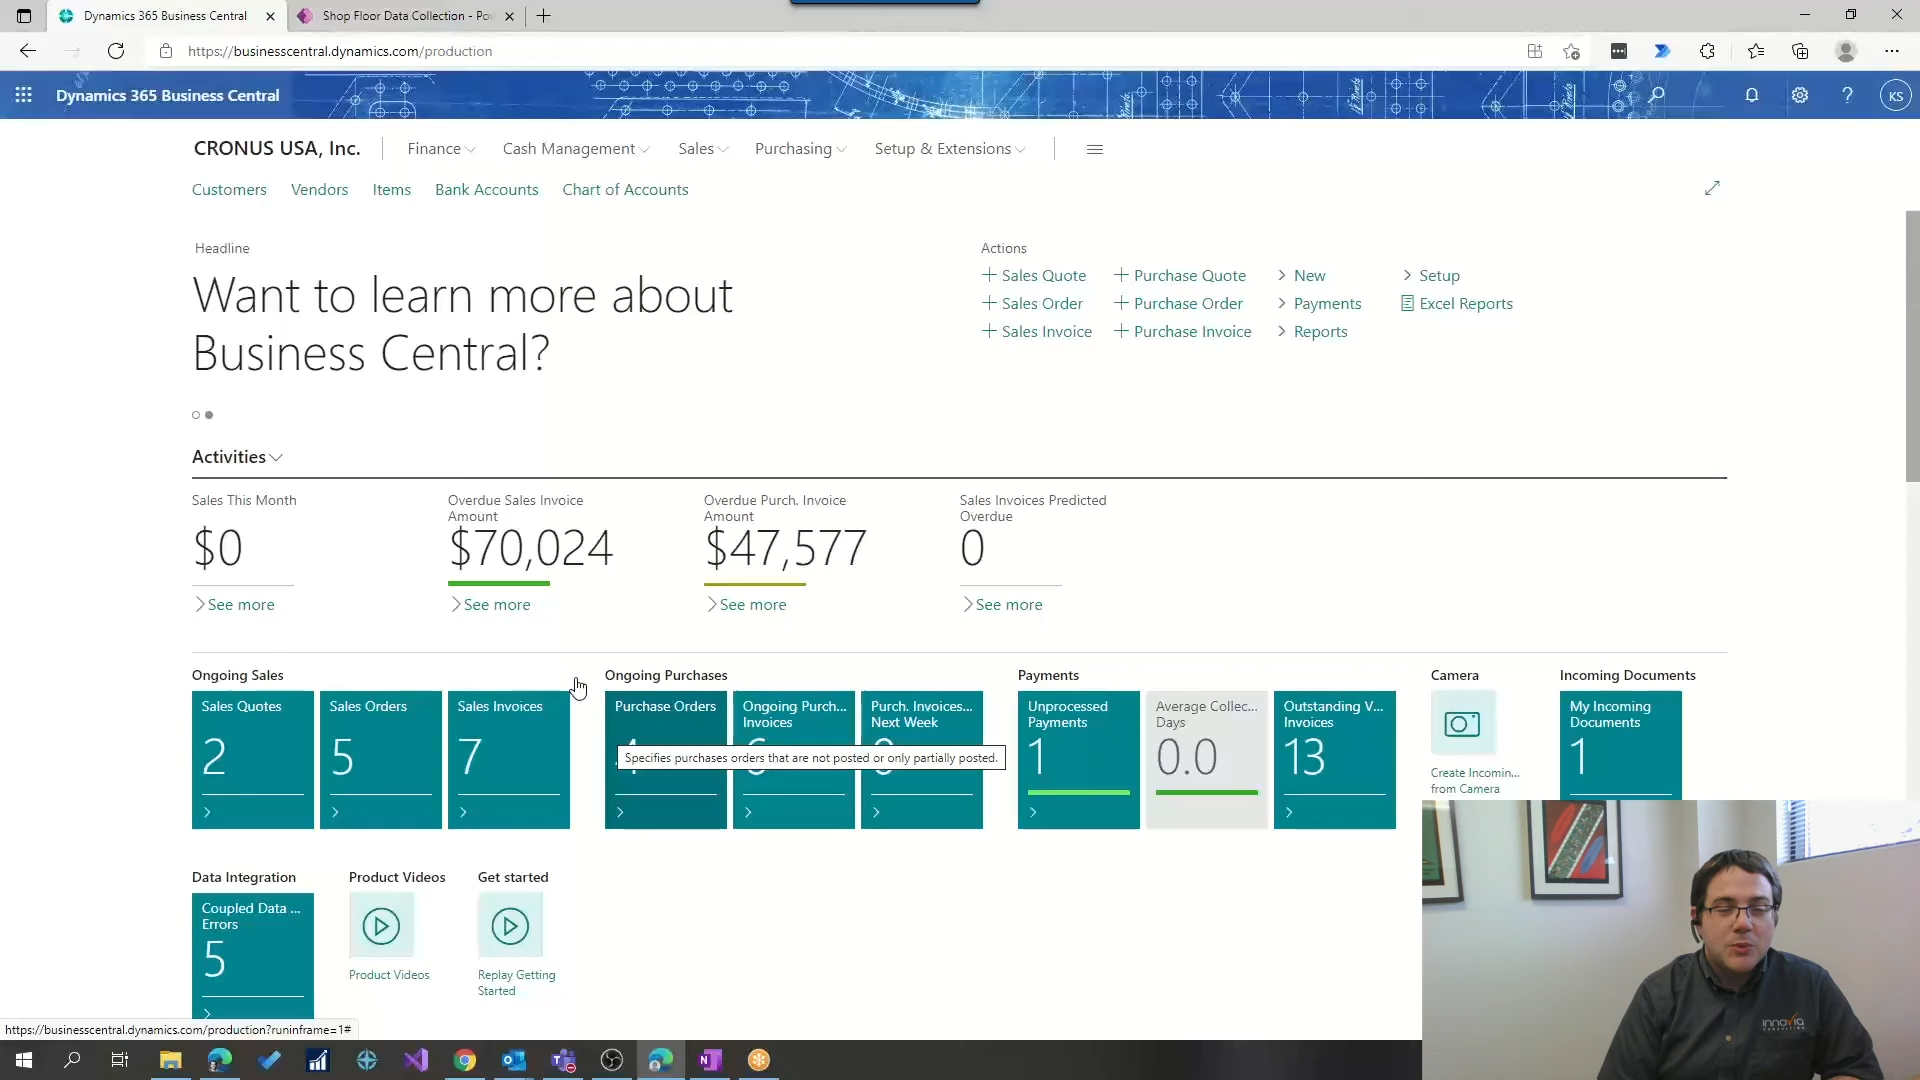 Dynamics 365 Business Central
Shop Floor Data Collection - Po
https://businesscentral.dynamics.com/production
Dynamics 365 Business Central
KS
CRONUS USA, Inc.
Finance
Cash Management
Sales
Purchasing
Setup & Extensions
Customers
Vendors
Items
Bank Accounts
Chart of Accounts
Headline
Want to learn more about
Business Central?
Actions
+ Sales Quote
+ Purchase Quote
> New
> Setup
+ Sales Order
+ Purchase Order
> Payments
Excel Reports
+ Sales Invoice
+ Purchase Invoice
> Reports
Activities
Sales This Month
$0
> See more
Overdue Sales Invoice
Amount
$70,024
> See more
Overdue Purch. Invoice
Amount
$47,577
> See more
Sales Invoices Predicted
Overdue
0
> See more
Ongoing Sales
Sales Quotes
2
Sales Orders
5
Sales Invoices
7
Ongoing Purchases
Purchase Orders
Ongoing Purch...
Invoices
Purch. Invoices...
Next Week
Specifies purchases orders that are not posted or only partially posted.
Payments
Unprocessed
Payments
1
Average Collec...
Days
0.0
Outstanding V...
Invoices
13
Camera
Create Incomin...
from Camera
Incoming Documents
My Incoming
Documents
1
Data Integration
Coupled Data ...
Errors
5
Product Videos
Product Videos
Get started
Replay Getting
Started
https://businesscentral.dynamics.com/production?runinframe=1#
innovia
CONSULTING